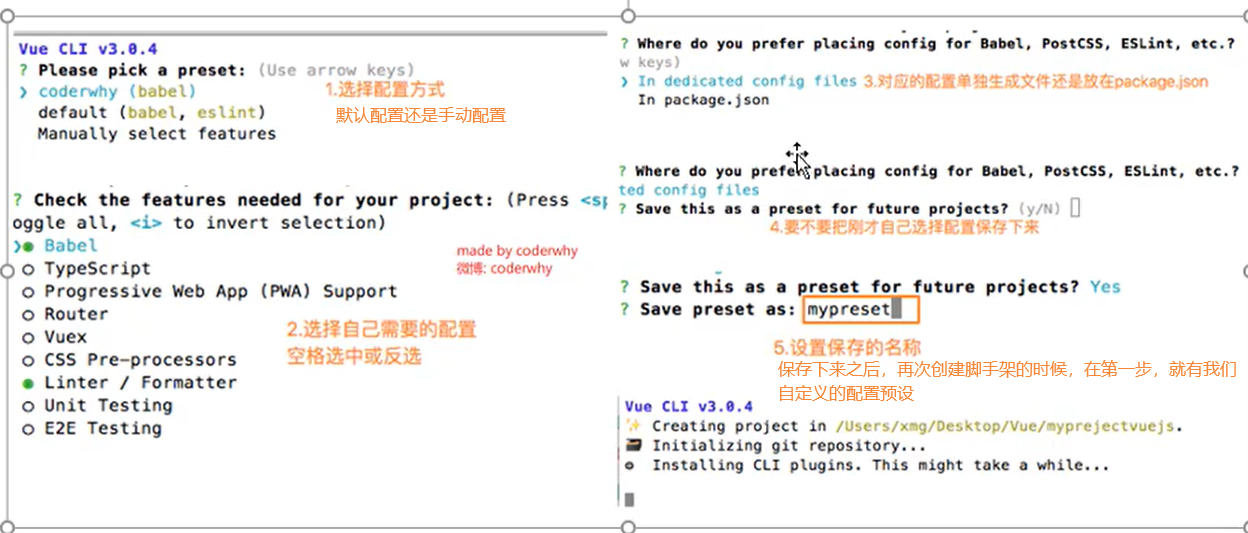 Vue CLI v3.0.4
? Please pick a preset: (Use arrow keys)
❯ coderwhy (babel)
default (babel, eslint)
Manually select features
1.选择配置方式
默认配置还是手动配置
? Check the features needed for your project: (Press <sp
oggle all, <i> to invert selection)
❯◉ Babel
◯ TypeScript
◯ Progressive Web App (PWA) Support
◯ Router
◯ Vuex
◯ CSS Pre-processors
◉ Linter / Formatter
◯ Unit Testing
◯ E2E Testing
made by coderwhy
微博: coderwhy
2.选择自己需要的配置
空格选中或反选
? Where do you prefer placing config for Babel, PostCSS, ESLint, etc.?
w keys)
❯ In dedicated config files
In package.json
3.对应的配置单独生成文件还是放在package.json
? Where do you prefer placing config for Babel, PostCSS, ESLint, etc.?
ted config files
? Save this as a preset for future projects? (y/N)
4.要不要把刚才自己选择配置保存下来
? Save this as a preset for future projects? Yes
? Save preset as: mypreset
5.设置保存的名称
保存下来之后，再次创建脚手架的时候，在第一步，就有我们
自定义的配置预设
Vue CLI v3.0.4
✨ Creating project in /Users/xmg/Desktop/Vue/myprejectvuejs.
🗃 Initializing git repository...
⚙ Installing CLI plugins. This might take a while...